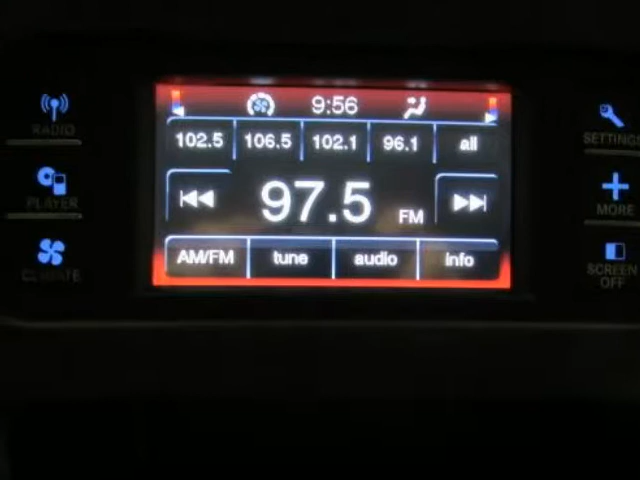 9:56
102.5 106.5 102.1 96.1 all
97.5 FM
AM/FM tune audio info
RADIO
PLAYER
CLIMATE
SETTINGS
MORE
SCREEN
OFF